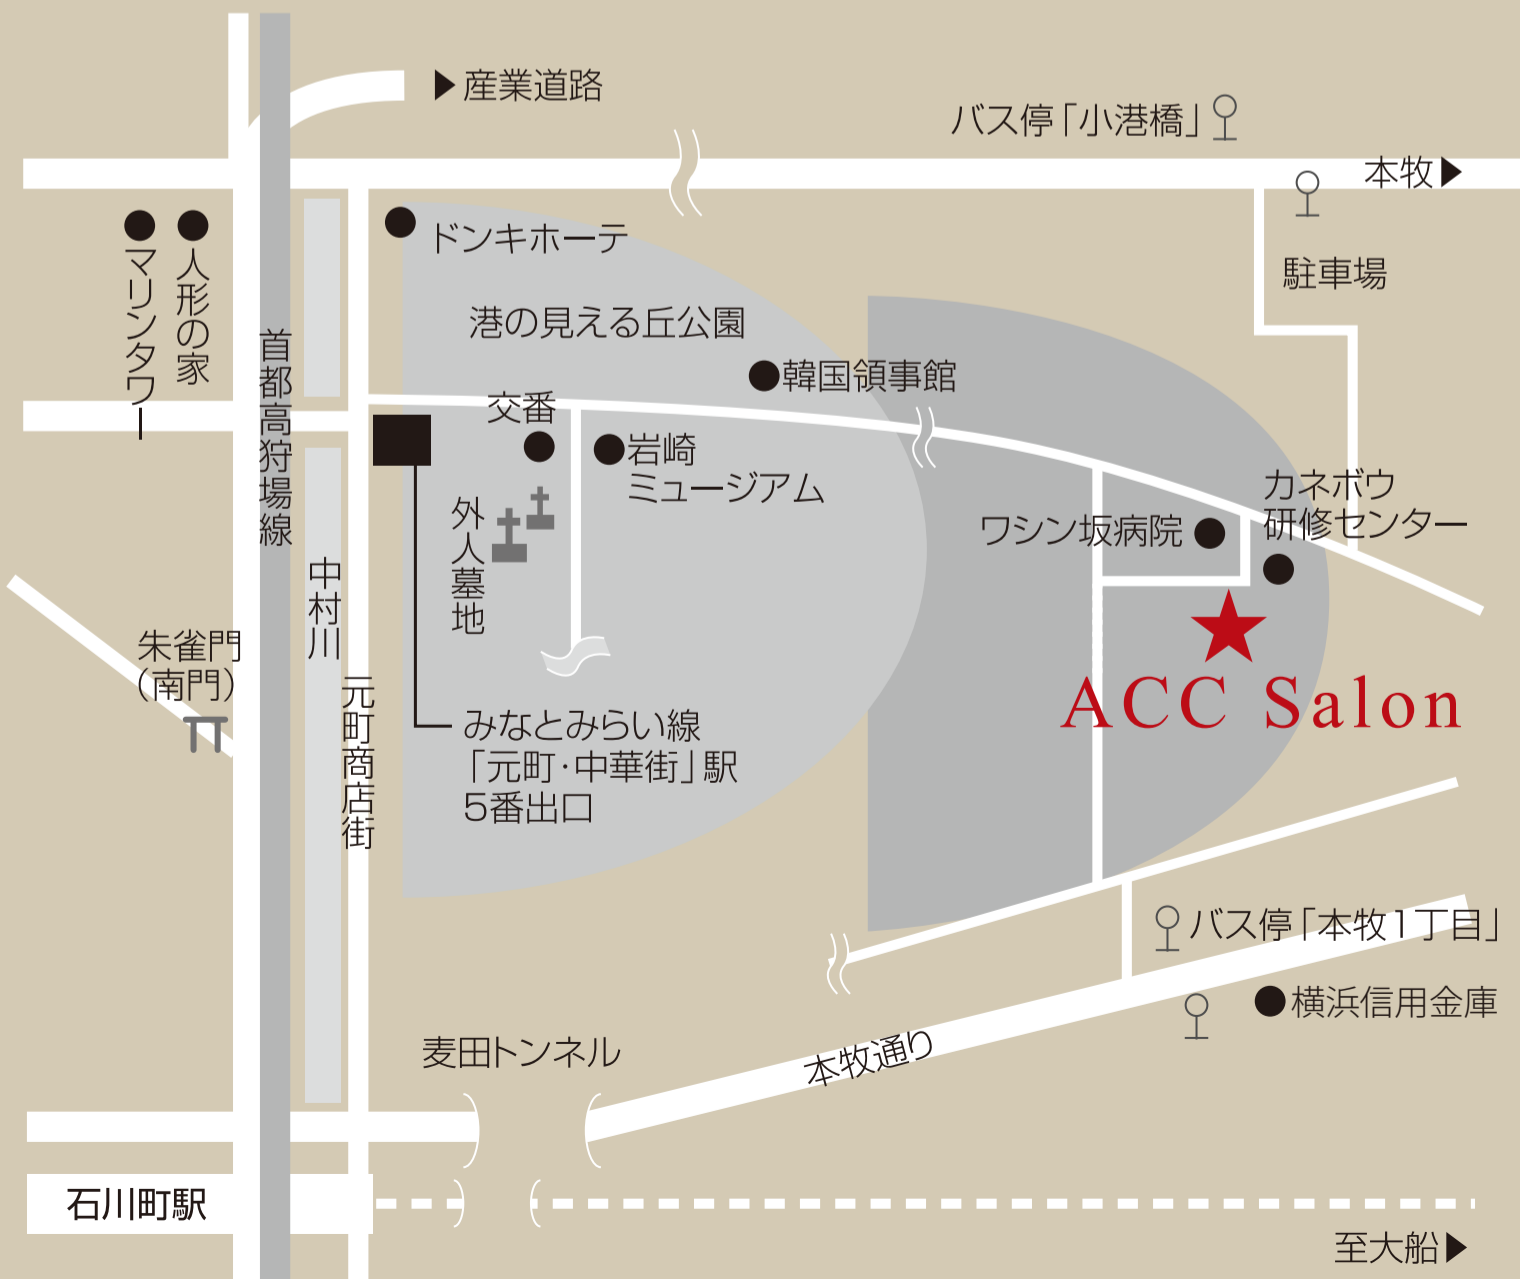 産業道路
バス停「小港橋」
本牧
マリンタワー
人形の家
ドンキホーテ
駐車場
港の見える丘公園
首都高狩場線
韓国領事館
交番
岩崎
ミュージアム
カネボウ
研修センター
ワシン坂病院
外人墓地
中村川
朱雀門
（南門）
元町商店街
ACC Salon
みなとみらい線
「元町・中華街」駅
5番出口
バス停「本牧1丁目」
横浜信用金庫
麦田トンネル
本牧通り
石川町駅
至大船